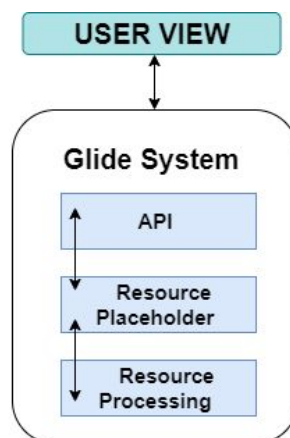 USER VIEW
Glide System
API
Resource
Placeholder
Resource
Processing